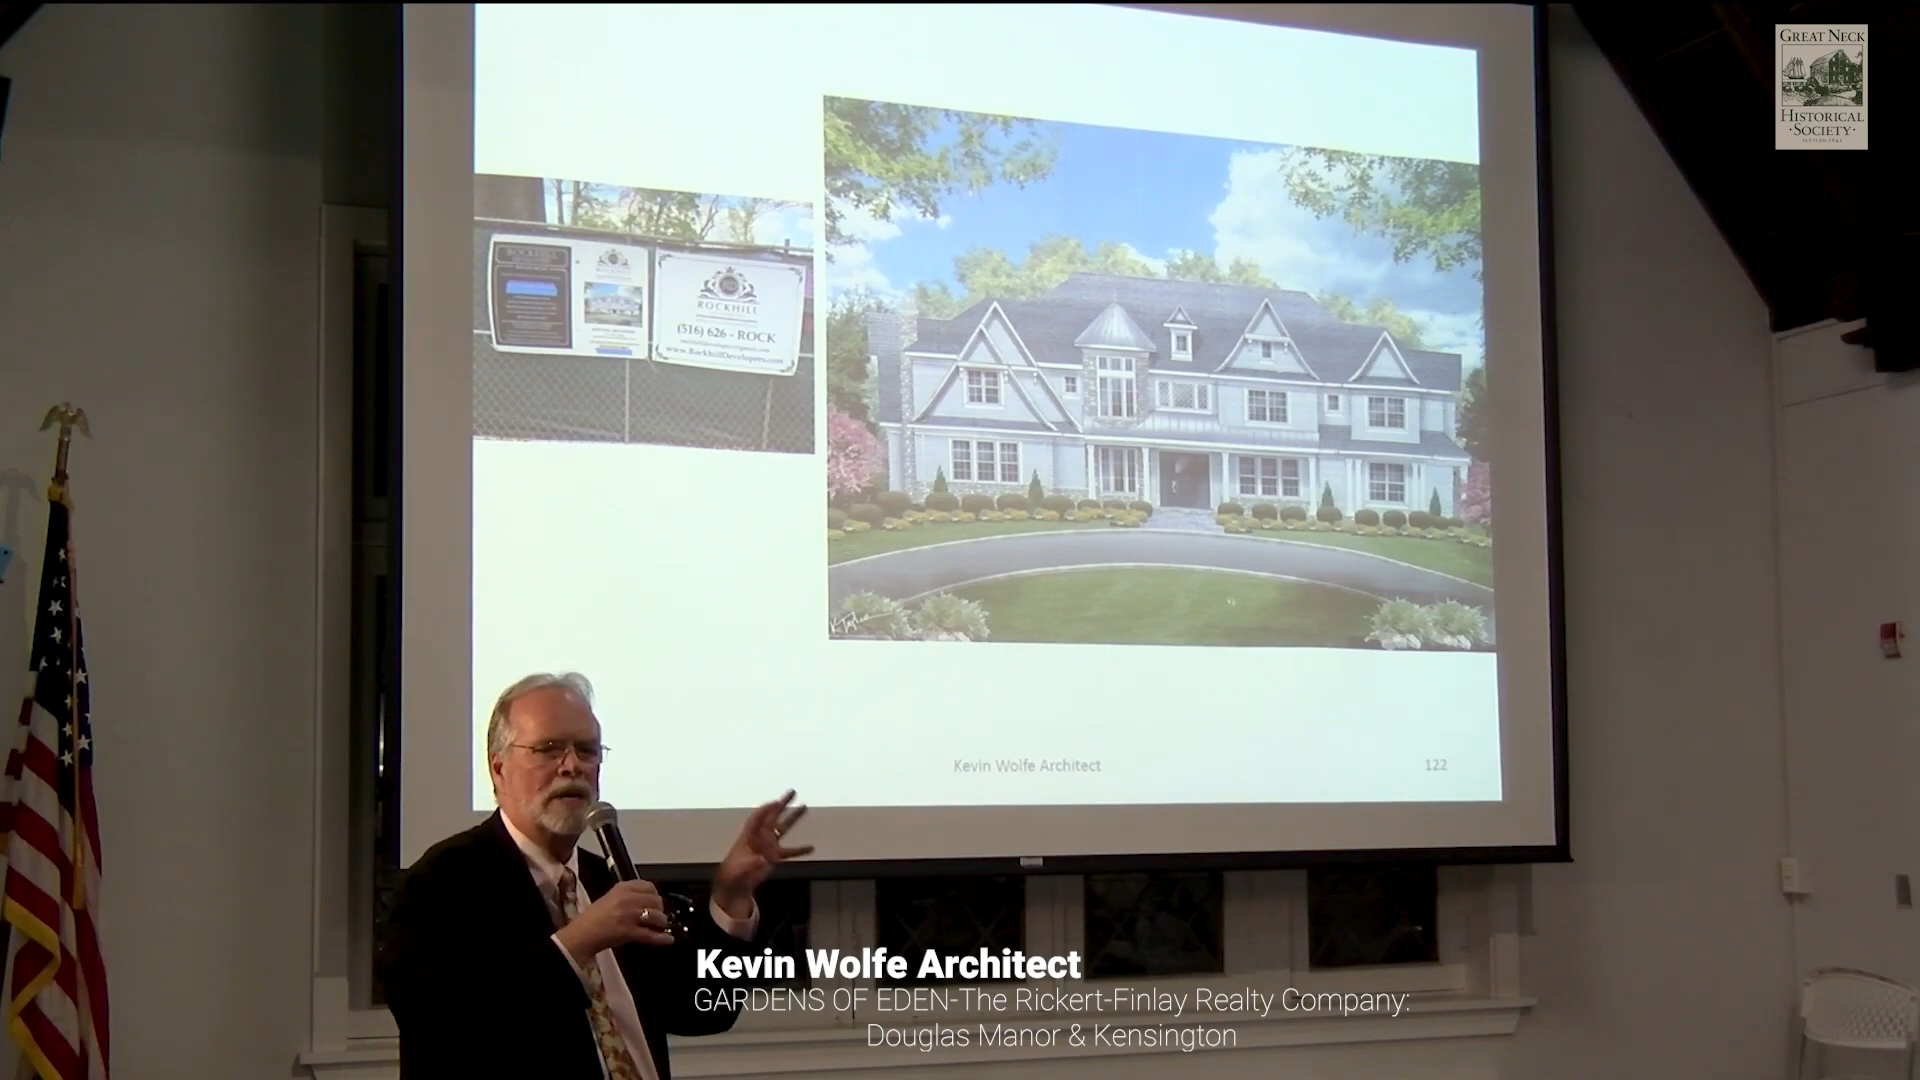 GREAT NECK
HISTORICAL
·SOCIETY·
ROCKHILL
(516) 626 - ROCK
www.RockhillDevelopers.com
Kevin Wolfe Architect
122
Kevin Wolfe Architect
GARDENS OF EDEN-The Rickert-Finlay Realty Company:
Douglas Manor & Kensington